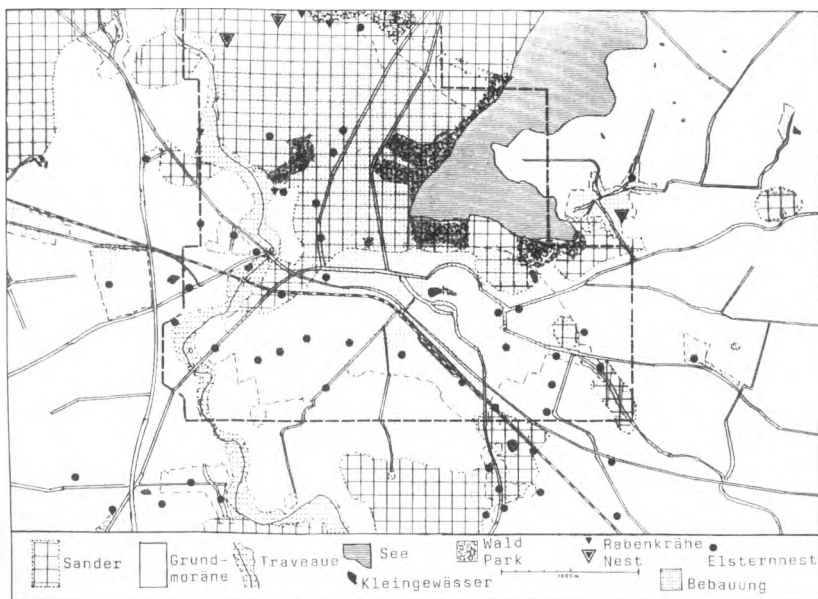 Sander
Grund-
moräne
Traveaue
See
Kleingewässer
Wald
Park
Rabenkrähe
Nest
Elsternnest
Bebauung